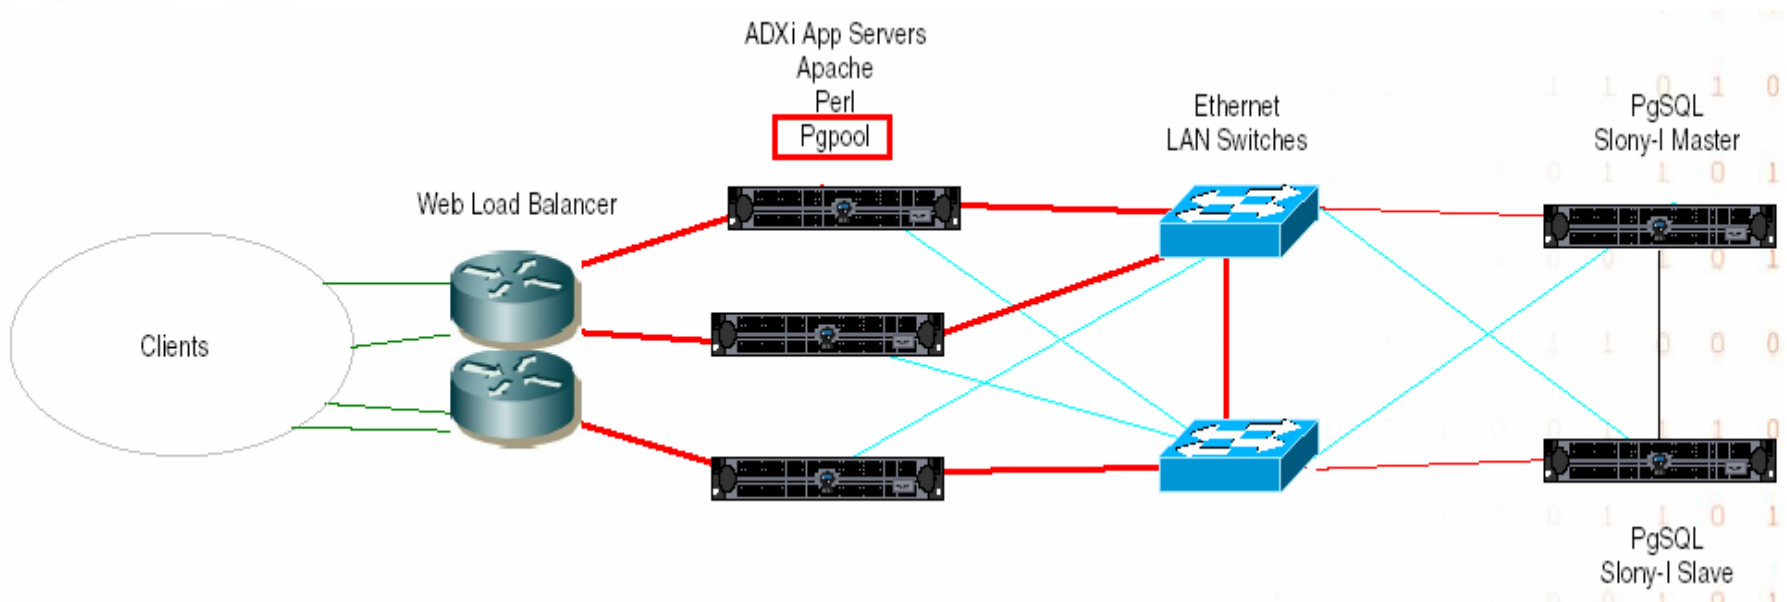 ADXi App Servers
Apache
Perl
Pgpool
Ethernet
LAN Switches
PgSQL
Slony-I Master
Web Load Balancer
Clients
PgSQL
Slony-I Slave